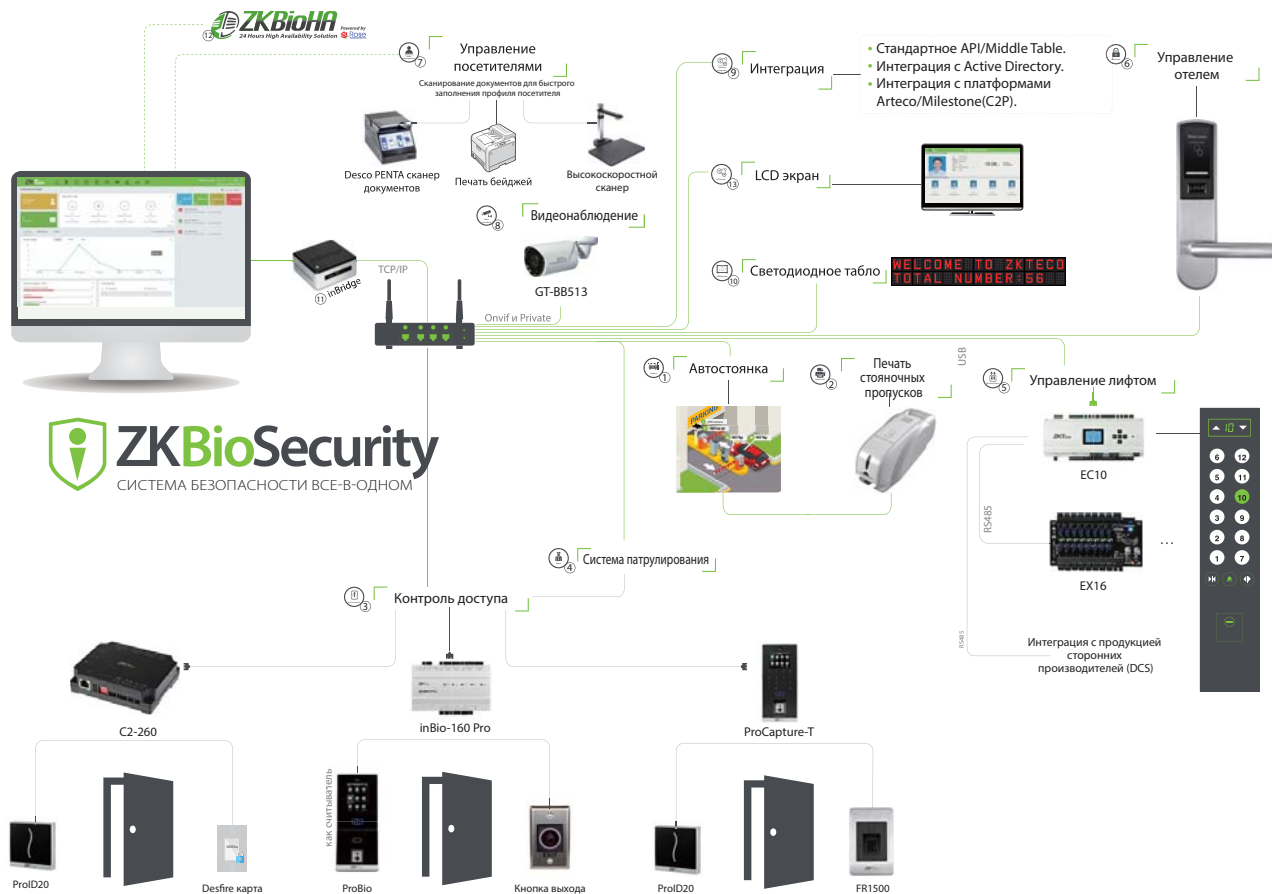 ZKBioHA
24 Hours High Availability Solution
Powered by
Rose
12
7
Управление
посетителями
Сканирование документов для быстрого
заполнения профиля посетителя
Desco PENTA сканер
документов
Печать бейджей
Высокоскоростной
сканер
9
Интеграция
• Стандартное API/Middle Table.
• Интеграция с Active Directory.
• Интеграция с платформами
Arteco/Milestone(C2P).
6
Управление
отелем
13
LCD экран
8
Видеонаблюдение
GT-BB513
Onvif и Private
10
Светодиодное табло
WELCOME TO ZKTECO
TOTAL NUMBER:56
11 inBridge
TCP/IP
ZKBioSecurity
СИСТЕМА БЕЗОПАСНОСТИ ВСЕ-В-ОДНОМ
1
Автостоянка
PARKING
2
Печать
стояночных
пропусков
USB
5
Управление лифтом
EC10
RS485
EX16
...
RS485
Интеграция с продукцией
сторонних
производителей (DCS)
10
6 12
5 11
4 10
3 9
2 8
1 7
4
Система патрулирования
3
Контроль доступа
C2-260
inBio-160 Pro
ProCapture-T
ProID20
Desfire карта
как считыватель
ProBio
EXIT
Кнопка выхода
ProID20
FR1500